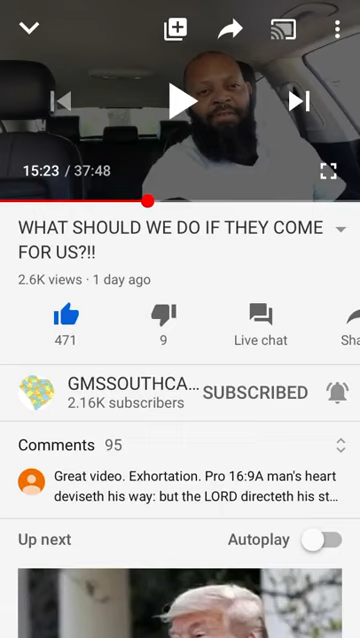 15:23 / 37:48
WHAT SHOULD WE DO IF THEY COME
FOR US?!!
2.6K views · 1 day ago
471
9
Live chat
Sha
GMSSOUTHCA...
SUBSCRIBED
2.16K subscribers
Comments 95
Great video. Exhortation. Pro 16:9A man's heart
deviseth his way: but the LORD directeth his st...
Up next
Autoplay